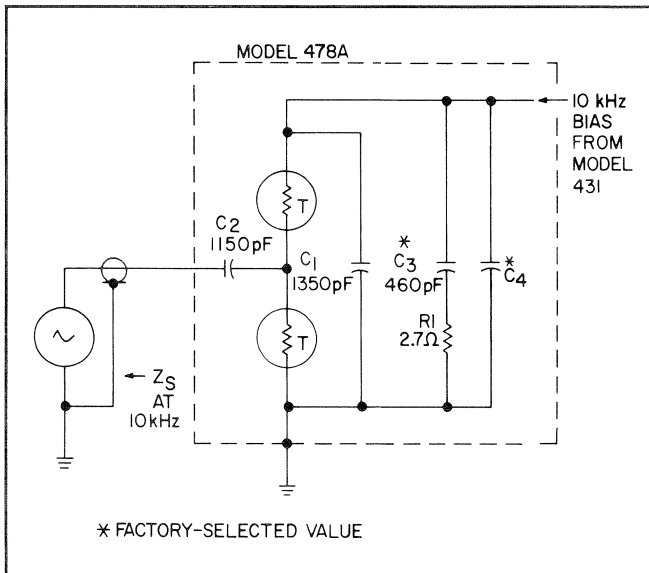 MODEL 478A
10 kHz
BIAS
FROM
MODEL
431
T
C2
1150pF
C1
1350pF
*
C3
460pF
*
C4
R1
2.7Ω
T
ZS
AT
10kHz
* FACTORY-SELECTED VALUE